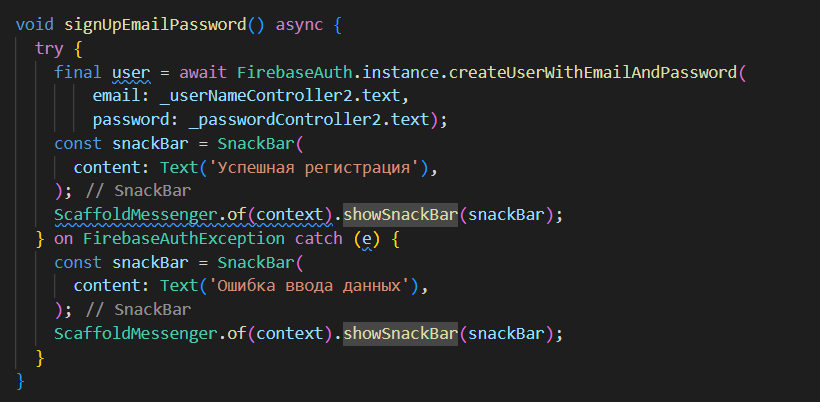 void signUpEmailPassword() async {
try {
final user = await FirebaseAuth.instance.createUserWithEmailAndPassword(
email: _userNameController2.text,
password: _passwordController2.text);
const snackBar = SnackBar(
content: Text('Успешная регистрация'),
); // SnackBar
ScaffoldMessenger.of(context).showSnackBar(snackBar);
} on FirebaseAuthException catch (e) {
const snackBar = SnackBar(
content: Text('Ошибка ввода данных'),
); // SnackBar
ScaffoldMessenger.of(context).showSnackBar(snackBar);
}
}